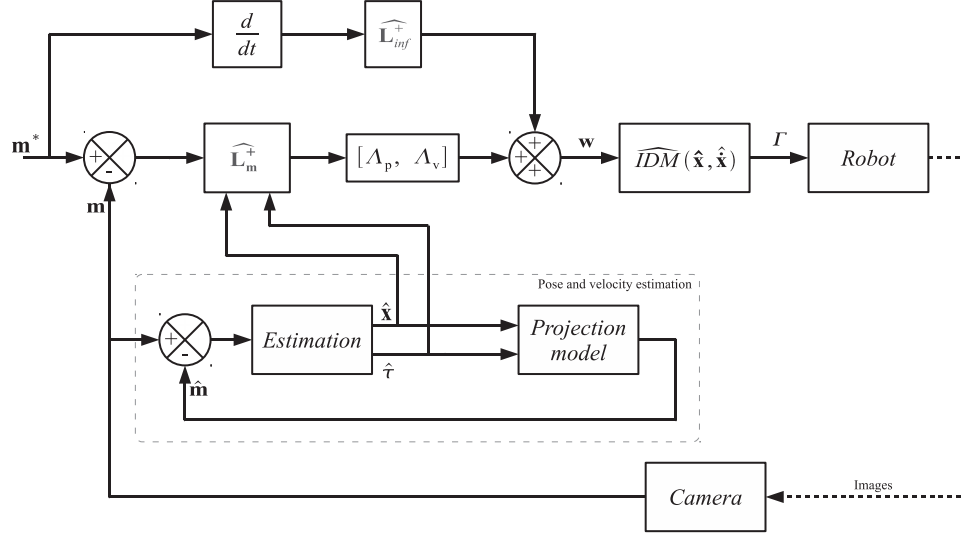 d
dt
L̂⁺_inf
m*
+
-
m
L̂⁺_m
[Λ_p, Λ_v]
+
+ +
+
w
IDM̂(x̂, ẋ̂)
Γ
Robot
Pose and velocity estimation
+
-
m̂
Estimation
x̂
τ̂
Projection
model
Camera
Images